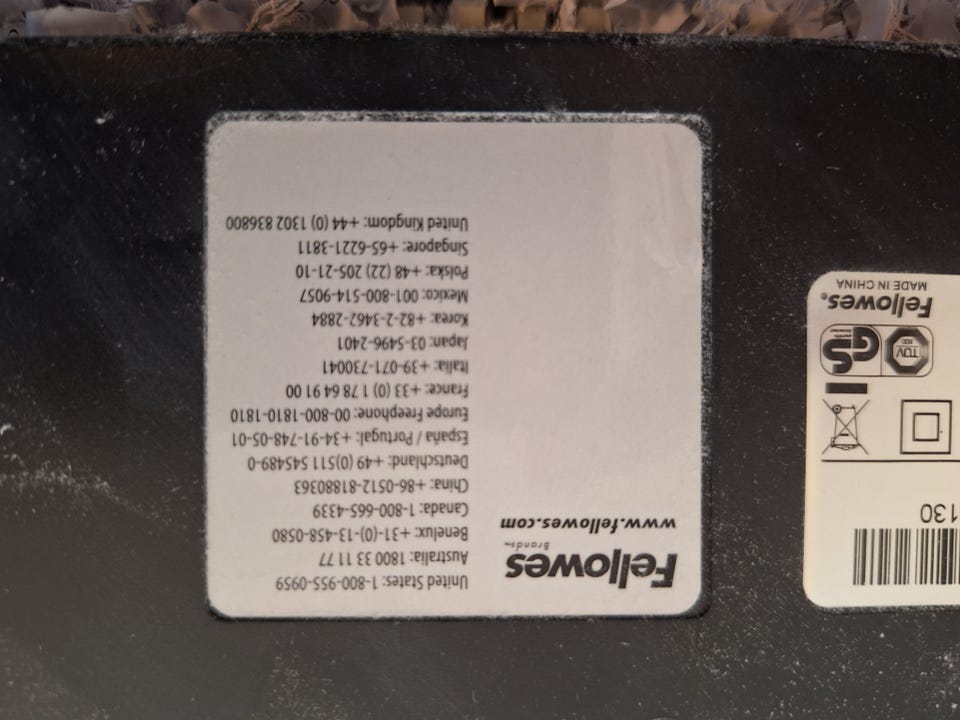 Fellowes
Brands™
www.fellowes.com
United States: 1-800-955-0959
Australia: 1800 33 11 77
Benelux: +31-(0)-13-458-0580
Canada: 1-800-665-4339
China: +86-0512-81880363
Deutschland: +49 (0)511 545489-0
España / Portugal: +34-91-748-05-01
Europe Freephone: 00-800-1810-1810
France: +33 (0) 1 78 64 91 00
Italia: +39-071-730041
Japan: 03-5496-2401
Korea: +82-2-3462-2884
Mexico: 001-800-514-9057
Polska: +48 (22) 205-21-10
Singapore: +65-6221-3811
United Kingdom: +44 (0) 1302 836800
130
TÜV
SÜD
GS
Fellowes®
MADE IN CHINA